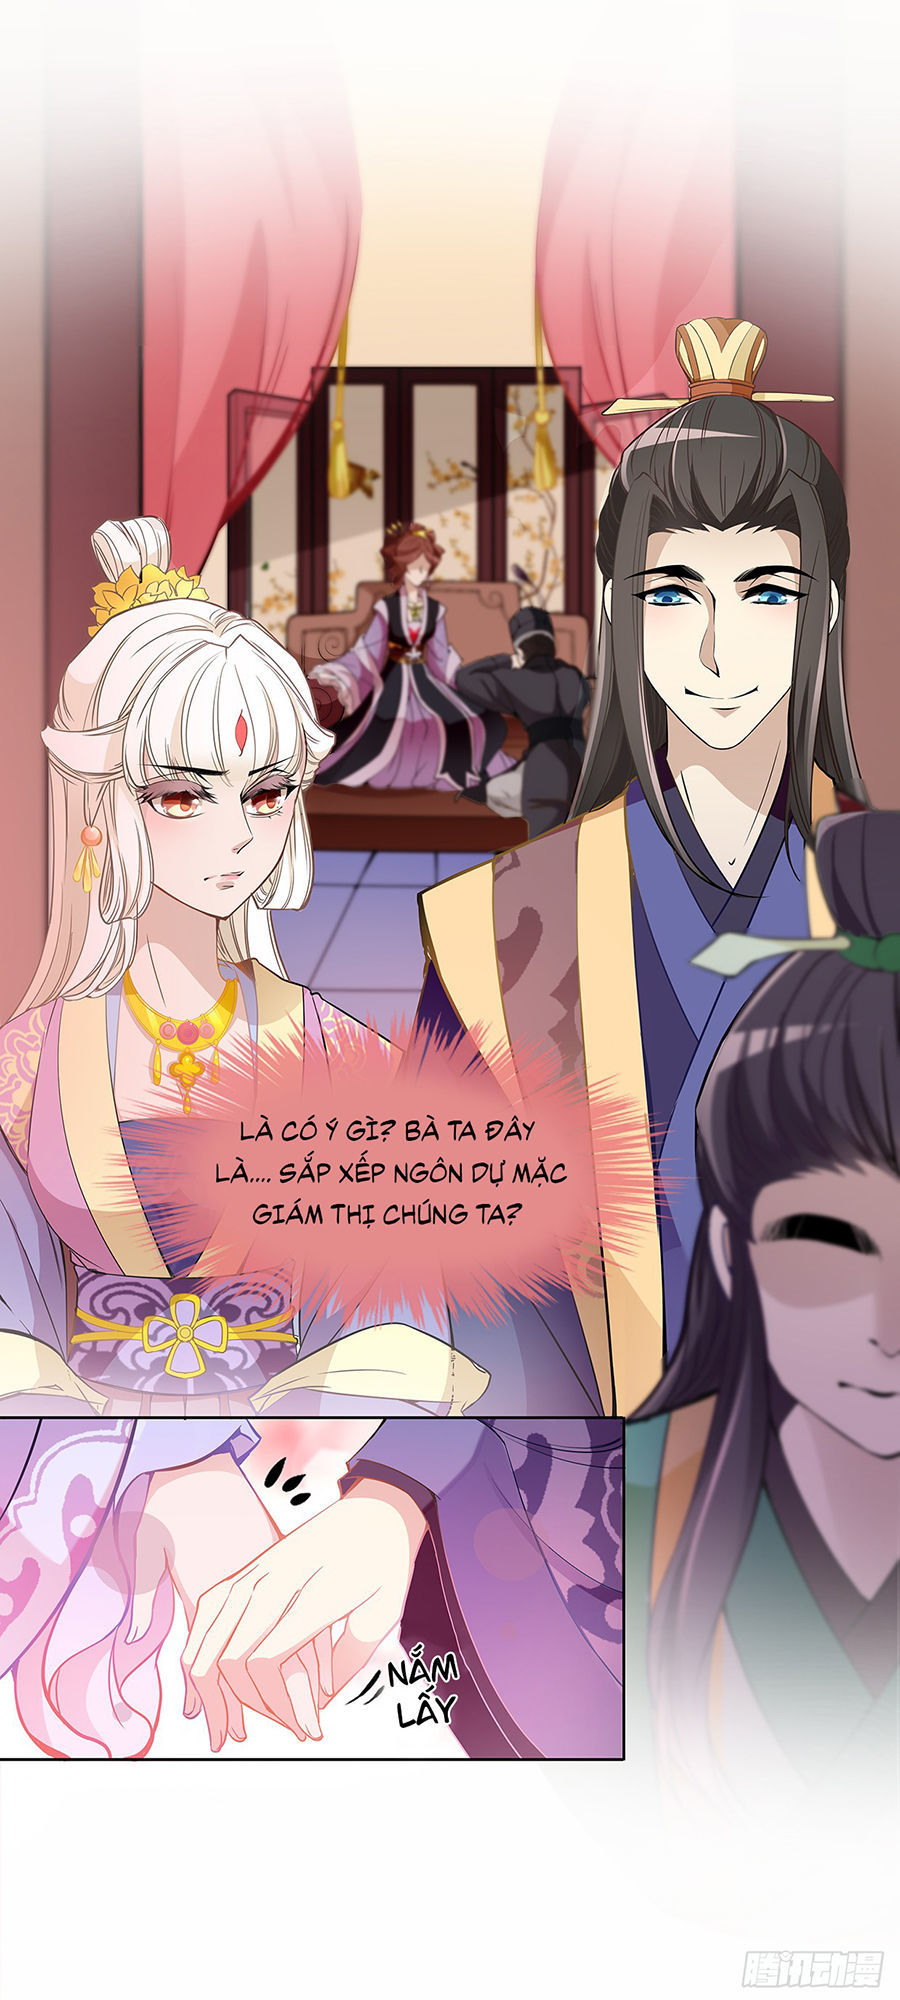 LÀ CÓ Ý GÌ? BÀ TA ĐÂY
LÀ.... SẮP XẾP NGÔN DỰ MẶC
GIÁM THỊ CHÚNG TA?
NẮM
LẤY
腾讯动漫